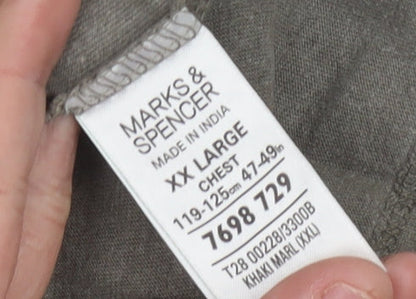 MARKS &
SPENCER
MADE IN INDIA
XX LARGE
CHEST
119-125cm 47-49in
7698 729
T28 00228/3300B
KHAKI MARL (XXL)